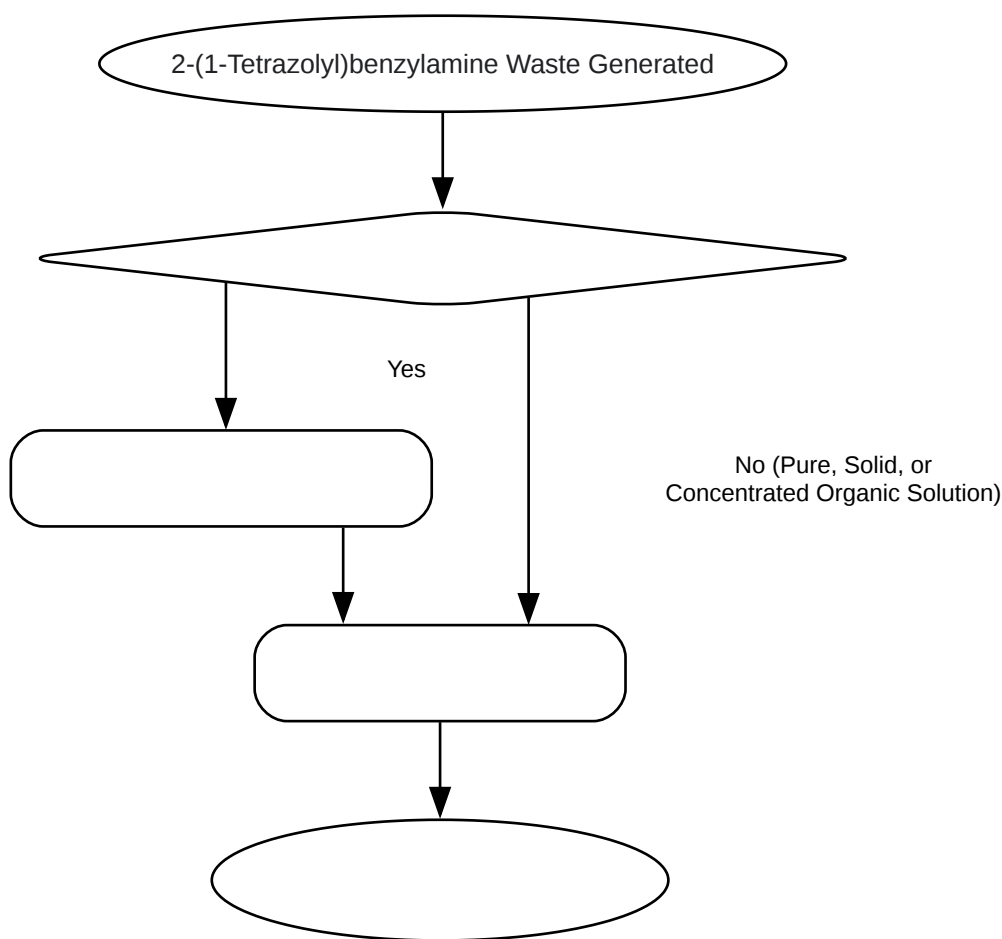 2-(1-Tetrazolyl)benzylamine Waste Generated
Yes
No (Pure, Solid, or
Concentrated Organic Solution)